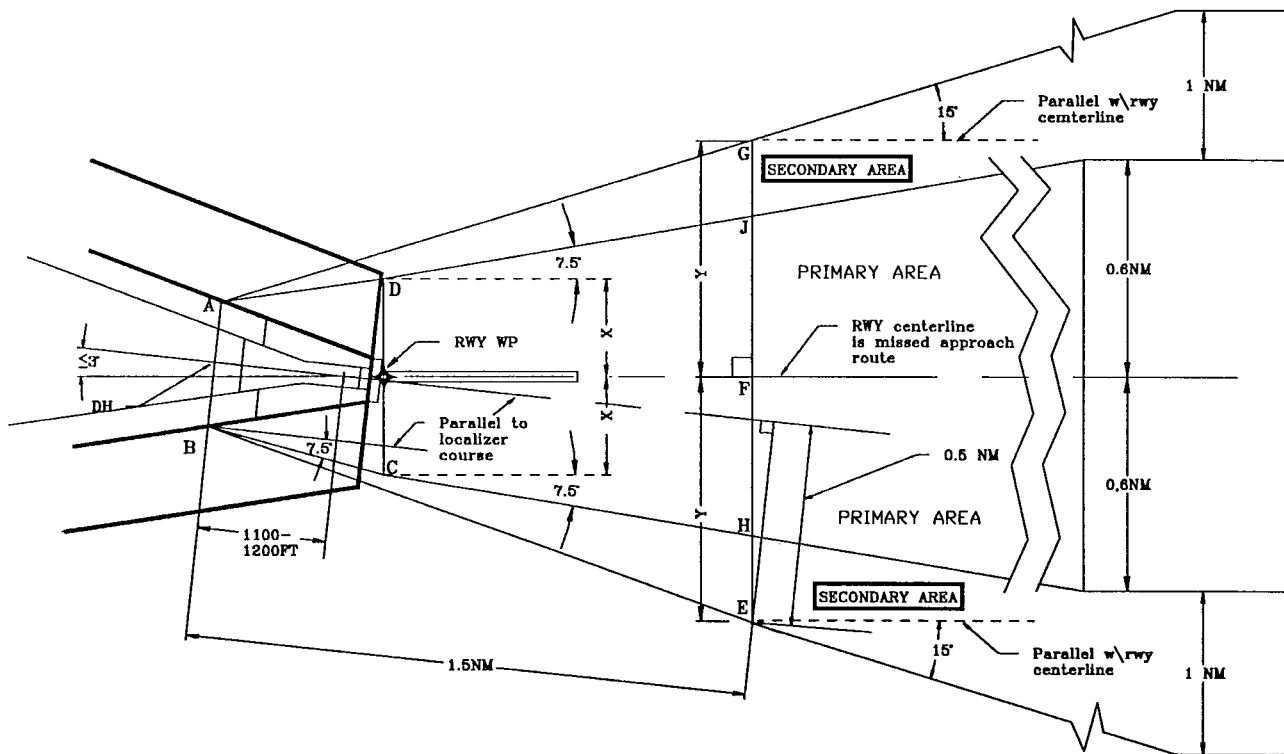 1 NM
Parallel w\rwy
cemterline
15°
G
SECONDARY AREA
J
7.5°
D
Y
PRIMARY AREA
0.6NM
A
X
RWY WP
RWY centerline
is missed approach
route
≤3°
F
DH
Parallel to
localizer
course
X
B
7.5°
C
7.5°
0.5 NM
Y
0.6NM
H
PRIMARY AREA
1100-
1200FT
SECONDARY AREA
E
15°
Parallel w\rwy
centerline
1.5NM
1 NM